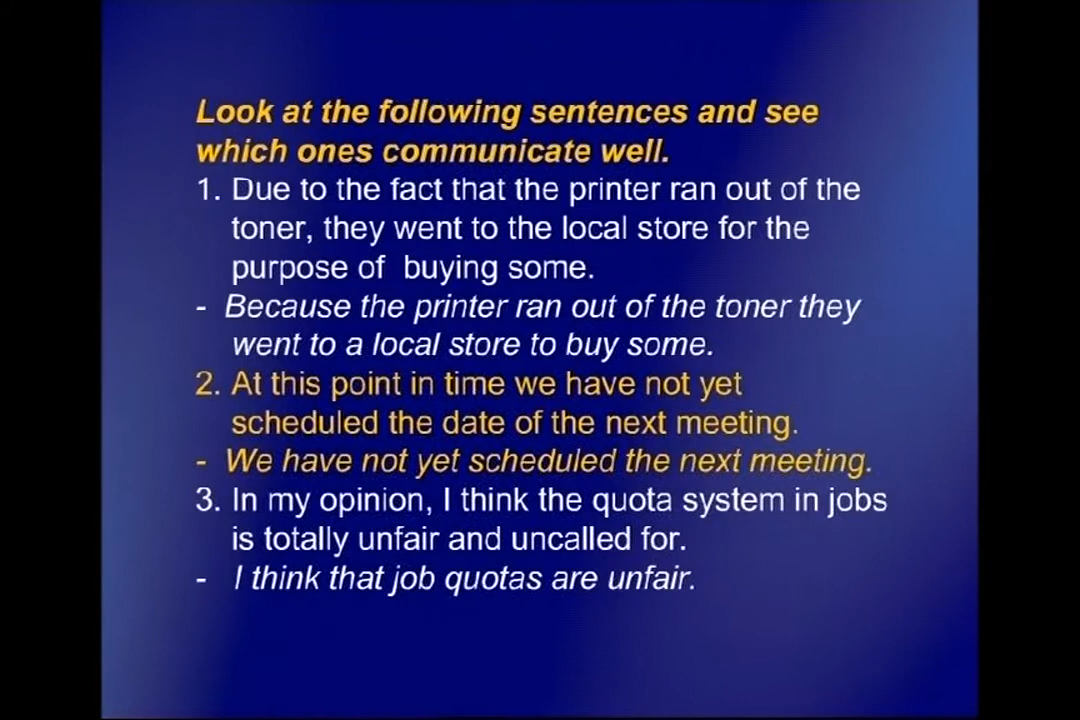 Look at the following sentences and see
which ones communicate well.
1. Due to the fact that the printer ran out of the
toner, they went to the local store for the
purpose of buying some.
- Because the printer ran out of the toner they
went to a local store to buy some.
2. At this point in time we have not yet
scheduled the date of the next meeting.
- We have not yet scheduled the next meeting.
3. In my opinion, I think the quota system in jobs
is totally unfair and uncalled for.
- I think that job quotas are unfair.